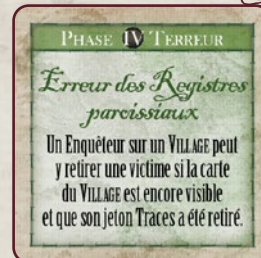 PHASE IV TERREUR
Erreur des Registres
paroissiaux
Un Enquêteur sur un VILLAGE peut
y retirer une victime si la carte
du VILLAGE est encore visible
et que son jeton Traces a été retiré.